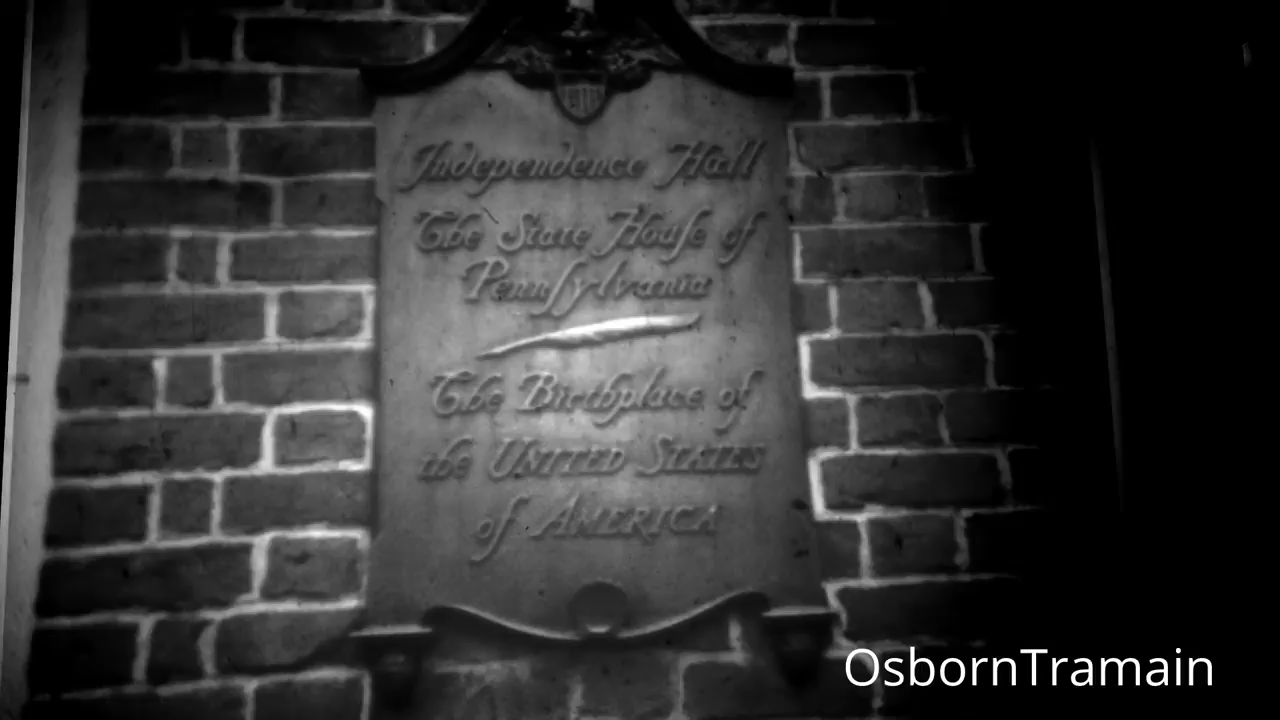 Independence Hall
The State Houſe of
Pennſylvania
The Birthplace of
the UNITED STATES
of AMERICA
OsbornTramain